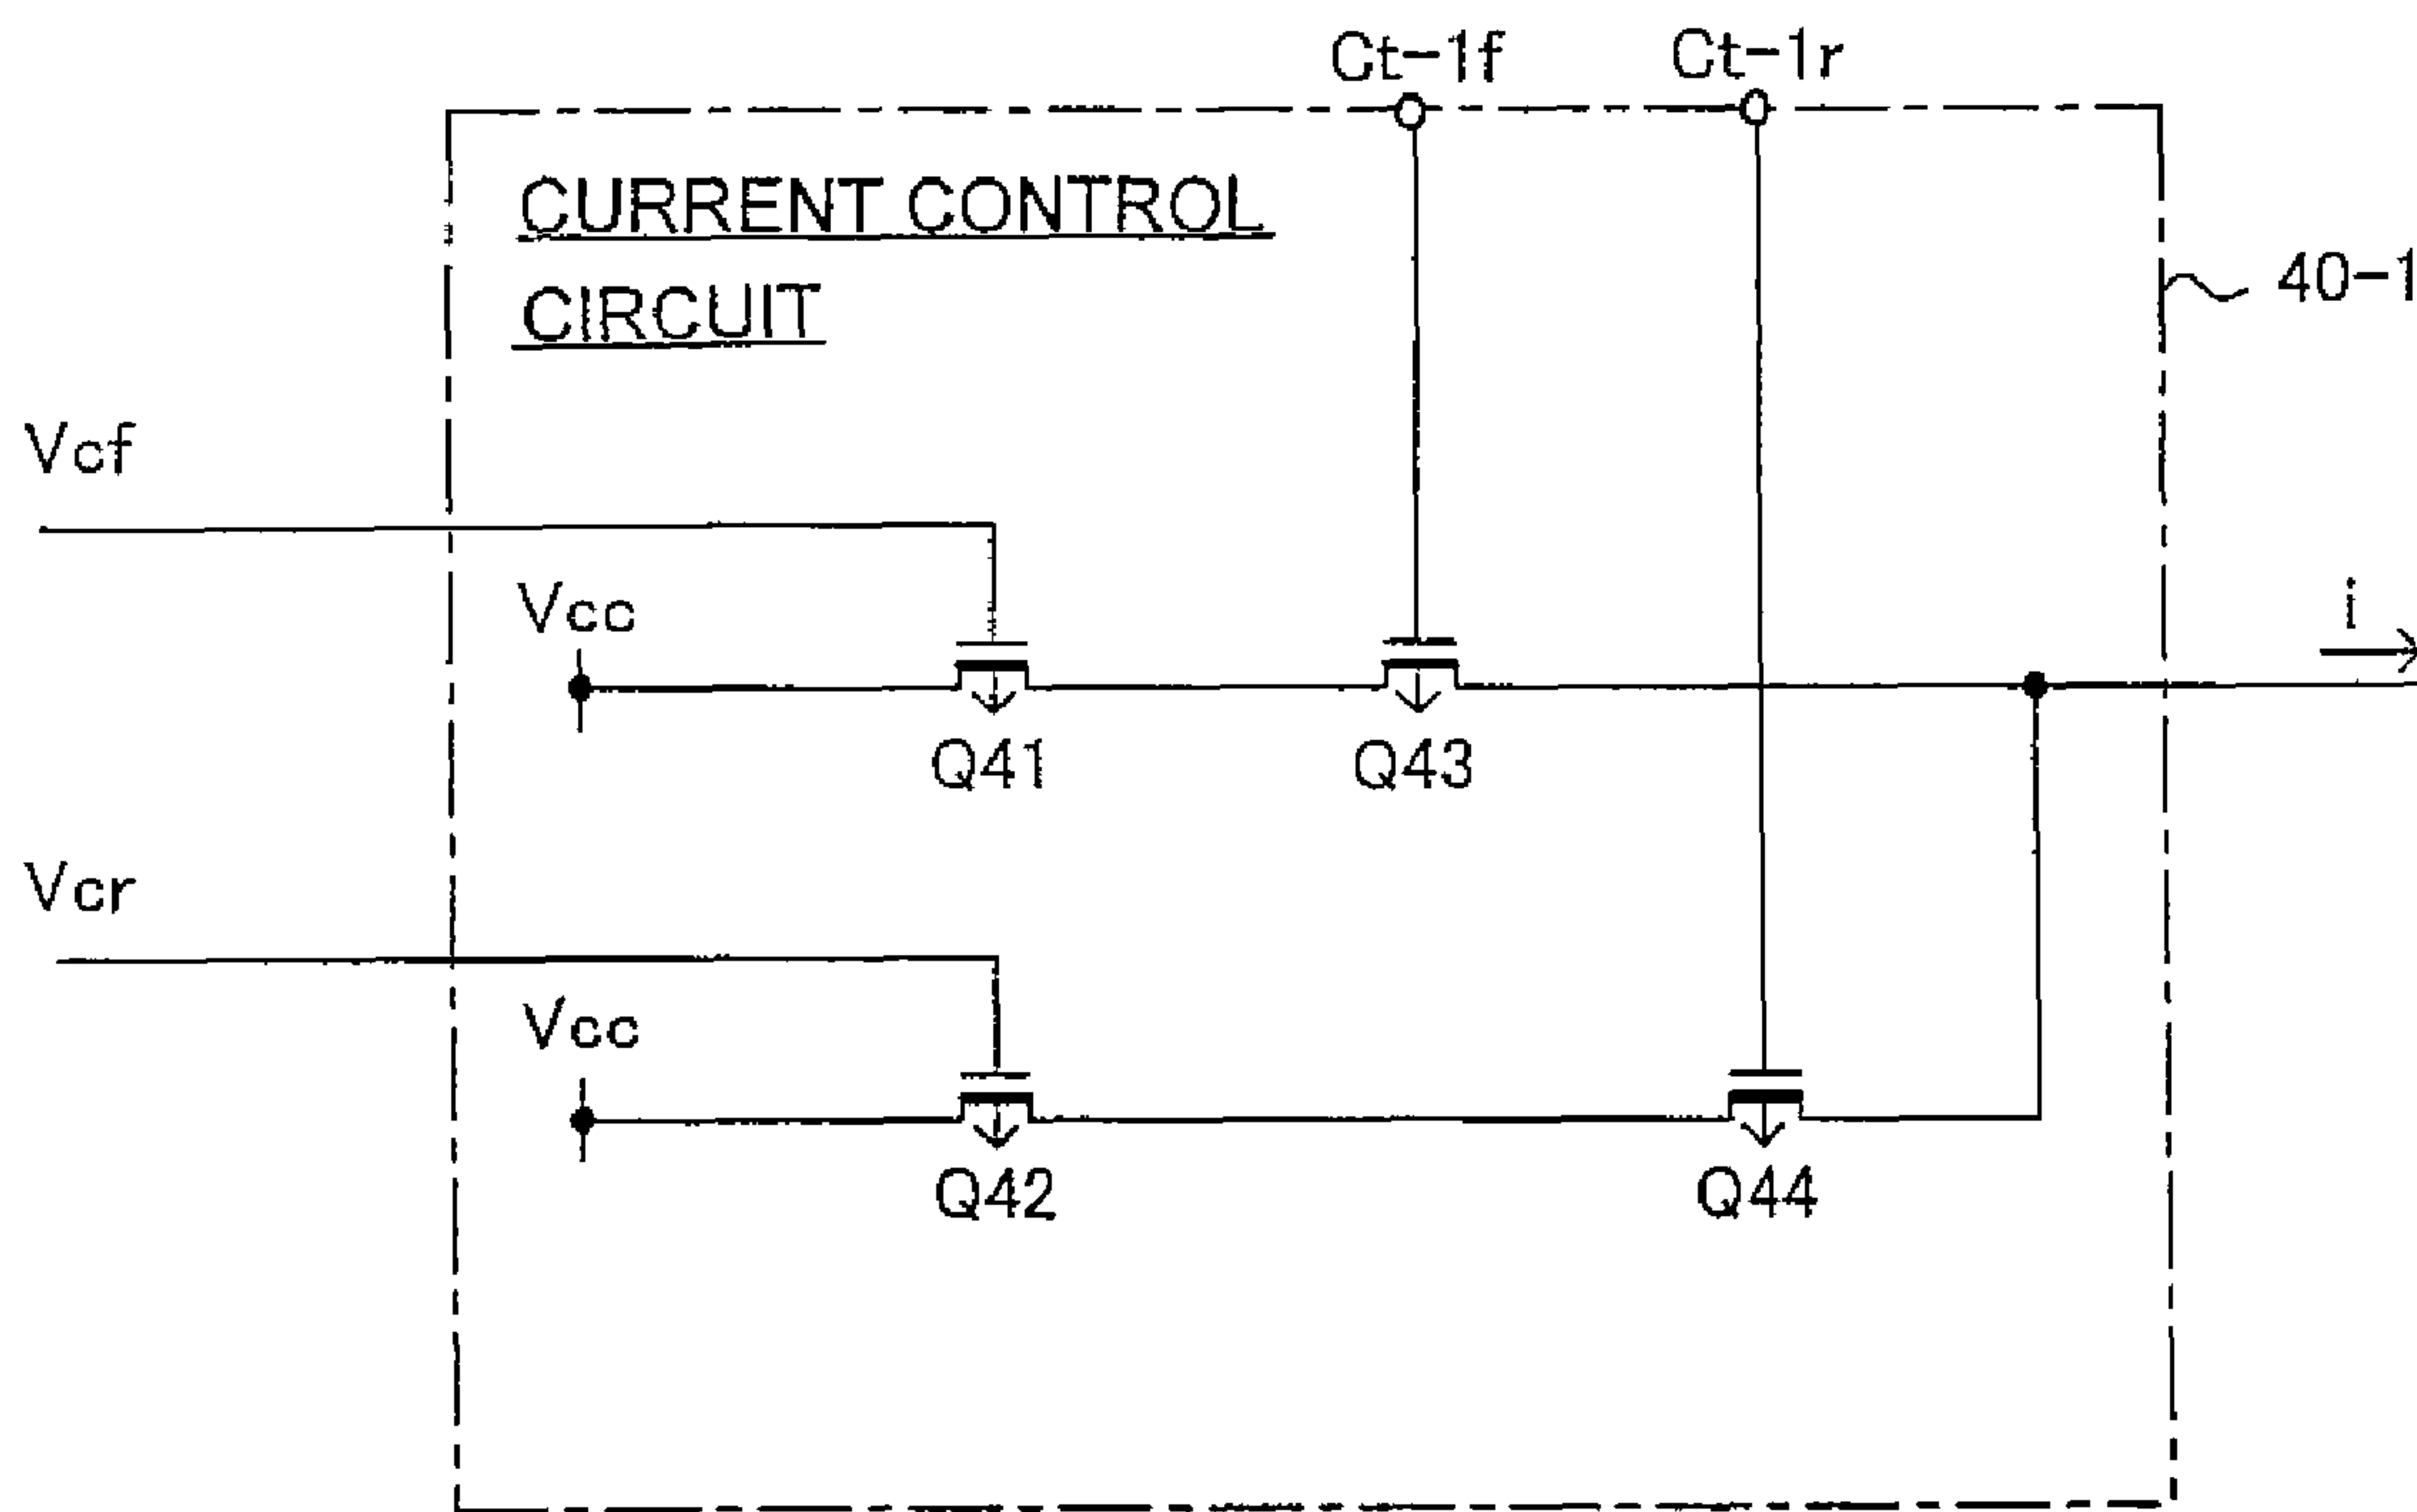 Ct-1f Ct-1r
CURRENT CONTROL
CIRCUIT
40-1
Vcf
Vcc
i
Q41 Q43
Vcr
Vcc
Q42 Q44